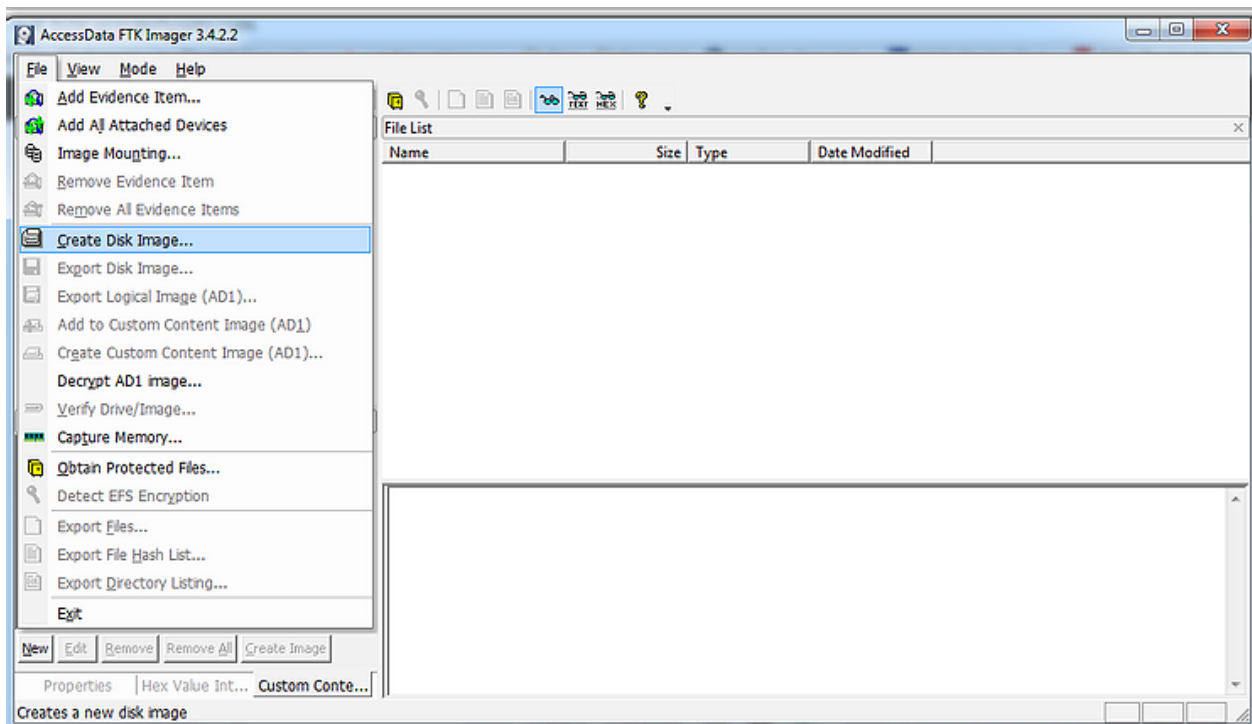 AccessData FTK Imager 3.4.2.2
File View Mode Help
Add Evidence Item...
Add All Attached Devices
Image Mounting...
Remove Evidence Item
Remove All Evidence Items
Create Disk Image...
Export Disk Image...
Export Logical Image (AD1)...
Add to Custom Content Image (AD1)
Create Custom Content Image (AD1)...
Decrypt AD1 image...
Verify Drive/Image...
Capture Memory...
Obtain Protected Files...
Detect EFS Encryption
Export Files...
Export File Hash List...
Export Directory Listing...
Exit
TEXT HEX
File List
Name Size Type Date Modified
New Edit Remove Remove All Create Image
Properties Hex Value Int... Custom Conte...
Creates a new disk image